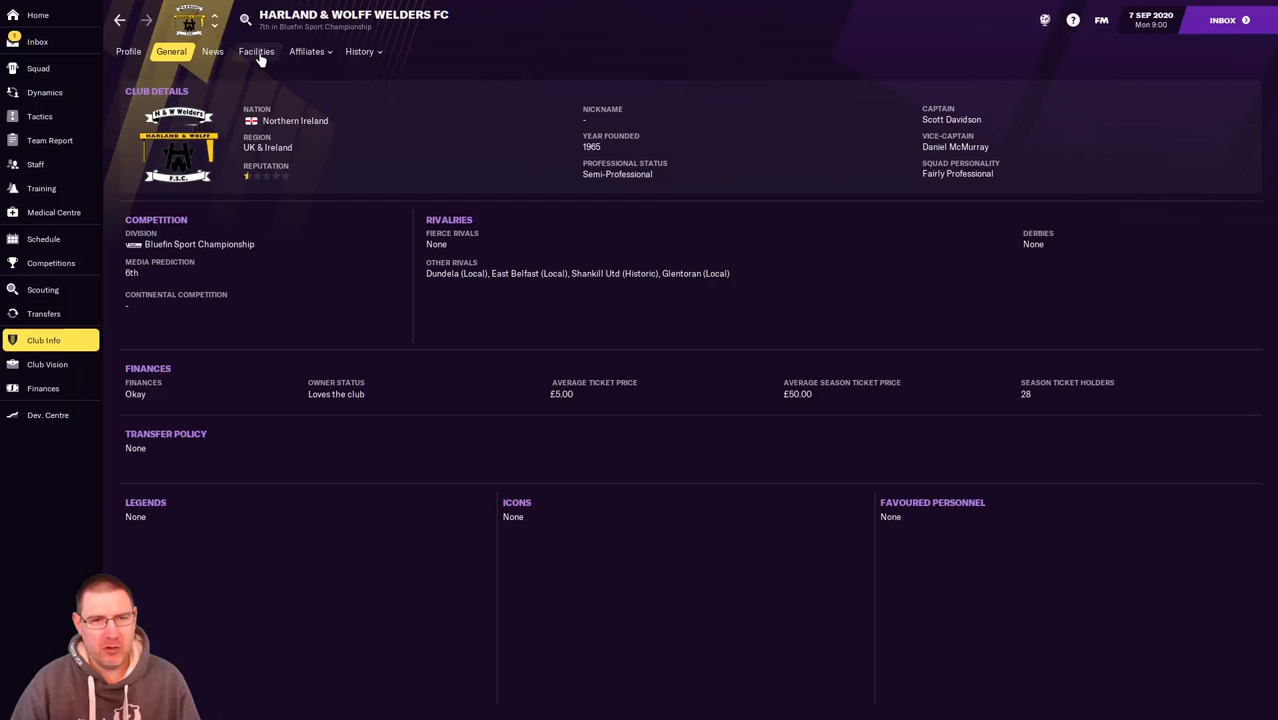 Home
HARLAND & WOLFF WELDERS FC
7th in Bluefin Sport Championship
FM
7 SEP 2020
Mon 9:00
INBOX
1
Inbox
Squad
Dynamics
Tactics
Team Report
Staff
Training
Medical Centre
Schedule
Competitions
Scouting
Transfers
Club Info
Club Vision
Finances
Dev. Centre
Profile
General
News
Facilities
Affiliates
History
CLUB DETAILS
H & W Welders
HARLAND & WOLFF
F.S.C.
NATION
Northern Ireland
REGION
UK & Ireland
REPUTATION
NICKNAME
-
YEAR FOUNDED
1965
PROFESSIONAL STATUS
Semi-Professional
CAPTAIN
Scott Davidson
VICE-CAPTAIN
Daniel McMurray
SQUAD PERSONALITY
Fairly Professional
COMPETITION
DIVISION
Bluefin Sport Championship
MEDIA PREDICTION
6th
CONTINENTAL COMPETITION
-
RIVALRIES
FIERCE RIVALS
None
OTHER RIVALS
Dundela (Local), East Belfast (Local), Shankill Utd (Historic), Glentoran (Local)
DERBIES
None
FINANCES
FINANCES
Okay
OWNER STATUS
Loves the club
AVERAGE TICKET PRICE
£5.00
AVERAGE SEASON TICKET PRICE
£50.00
SEASON TICKET HOLDERS
28
TRANSFER POLICY
None
LEGENDS
None
ICONS
None
FAVOURED PERSONNEL
None